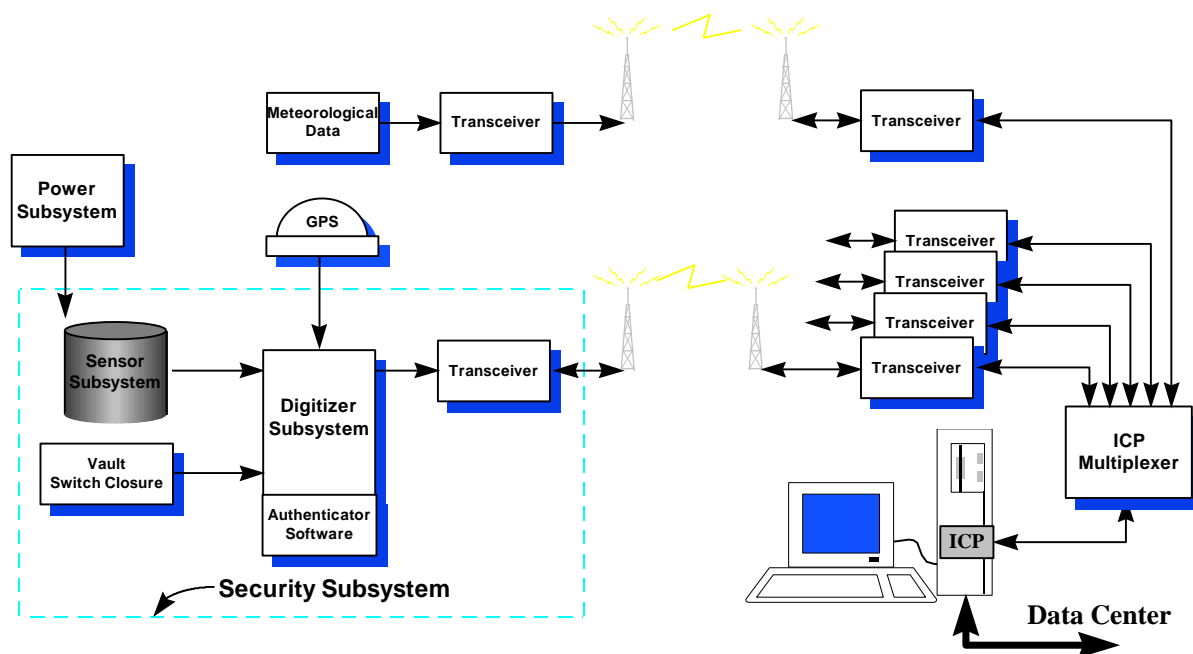 Meteorological
Data
Transceiver
Transceiver
Power
Subsystem
GPS
Transceiver
Transceiver
Transceiver
Transceiver
Sensor
Subsystem
Digitizer
Subsystem
Transceiver
ICP
Multiplexer
Vault
Switch Closure
Authenticator
Software
ICP
Security Subsystem
Data Center